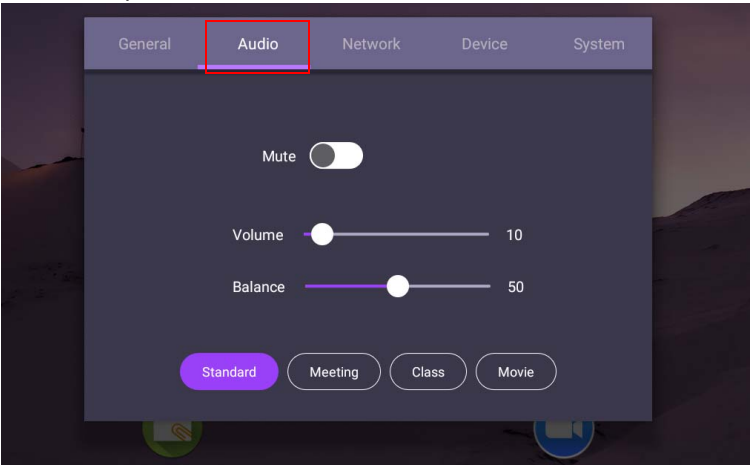 General Audio Network Device System
Mute
Volume 10
Balance 50
Standard Meeting Class Movie